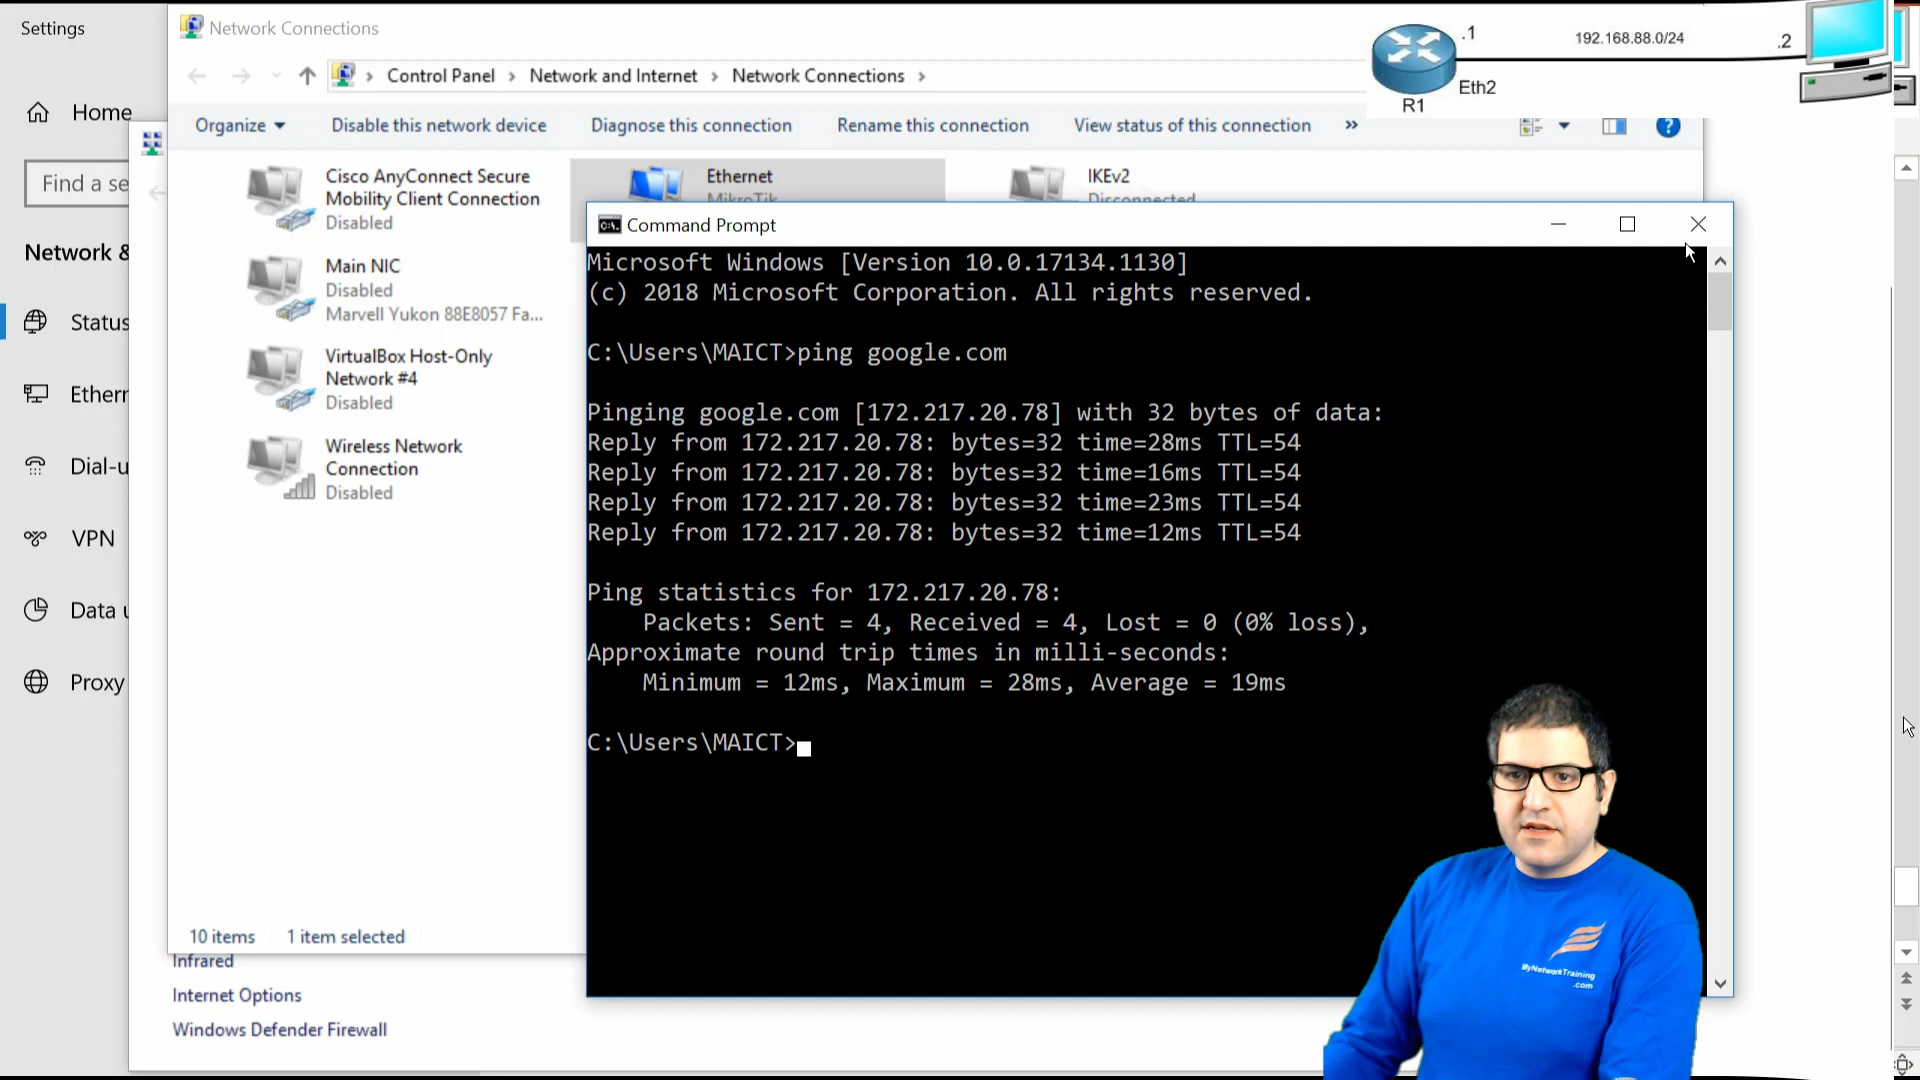 Settings
Home
Find a se
Network &
Status
Ethern
Dial-u
VPN
Data u
Proxy
Network Connections
Control Panel > Network and Internet > Network Connections >
Organize
Disable this network device
Diagnose this connection
Rename this connection
View status of this connection
»
Cisco AnyConnect Secure
Mobility Client Connection
Disabled
Ethernet
MikroTik
IKEv2
Disconnected
Main NIC
Disabled
Marvell Yukon 88E8057 Fa...
VirtualBox Host-Only
Network #4
Disabled
Wireless Network
Connection
Disabled
10 items
1 item selected
Infrared
Internet Options
Windows Defender Firewall
.1
192.168.88.0/24
.2
Eth2
R1
Command Prompt
Microsoft Windows [Version 10.0.17134.1130]
(c) 2018 Microsoft Corporation. All rights reserved.
C:\Users\MAICT>ping google.com
Pinging google.com [172.217.20.78] with 32 bytes of data:
Reply from 172.217.20.78: bytes=32 time=28ms TTL=54
Reply from 172.217.20.78: bytes=32 time=16ms TTL=54
Reply from 172.217.20.78: bytes=32 time=23ms TTL=54
Reply from 172.217.20.78: bytes=32 time=12ms TTL=54
Ping statistics for 172.217.20.78:
Packets: Sent = 4, Received = 4, Lost = 0 (0% loss),
Approximate round trip times in milli-seconds:
Minimum = 12ms, Maximum = 28ms, Average = 19ms
C:\Users\MAICT>
MyNetworkTraining
.com